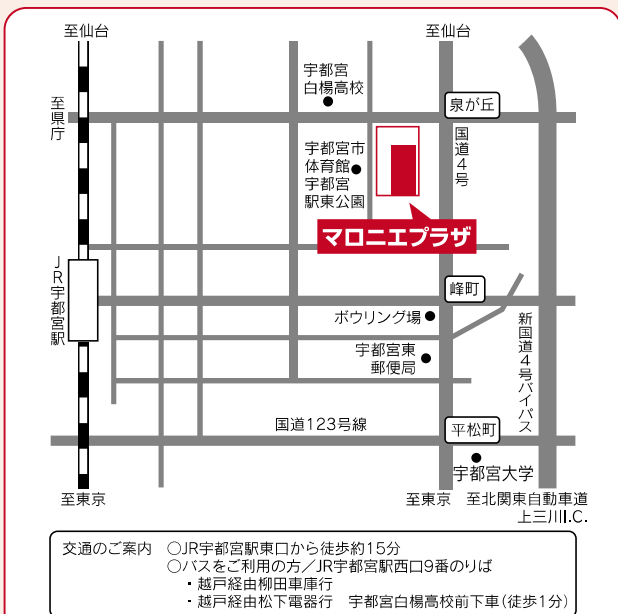 至仙台
至仙台
宇都宮
白楊高校
泉が丘
至県庁
国道4号
宇都宮市
体育館
宇都宮
駅東公園
マロニエプラザ
JR宇都宮駅
峰町
ボウリング場
新国道4号バイパス
宇都宮東
郵便局
国道123号線
平松町
宇都宮大学
至東京
至東京
至北関東自動車道
上三川I.C.
交通のご案内 ○JR宇都宮駅東口から徒歩約15分
○バスをご利用の方/JR宇都宮駅西口9番のりば
・越戸経由柳田車庫行
・越戸経由松下電器行 宇都宮白楊高校前下車(徒歩1分)